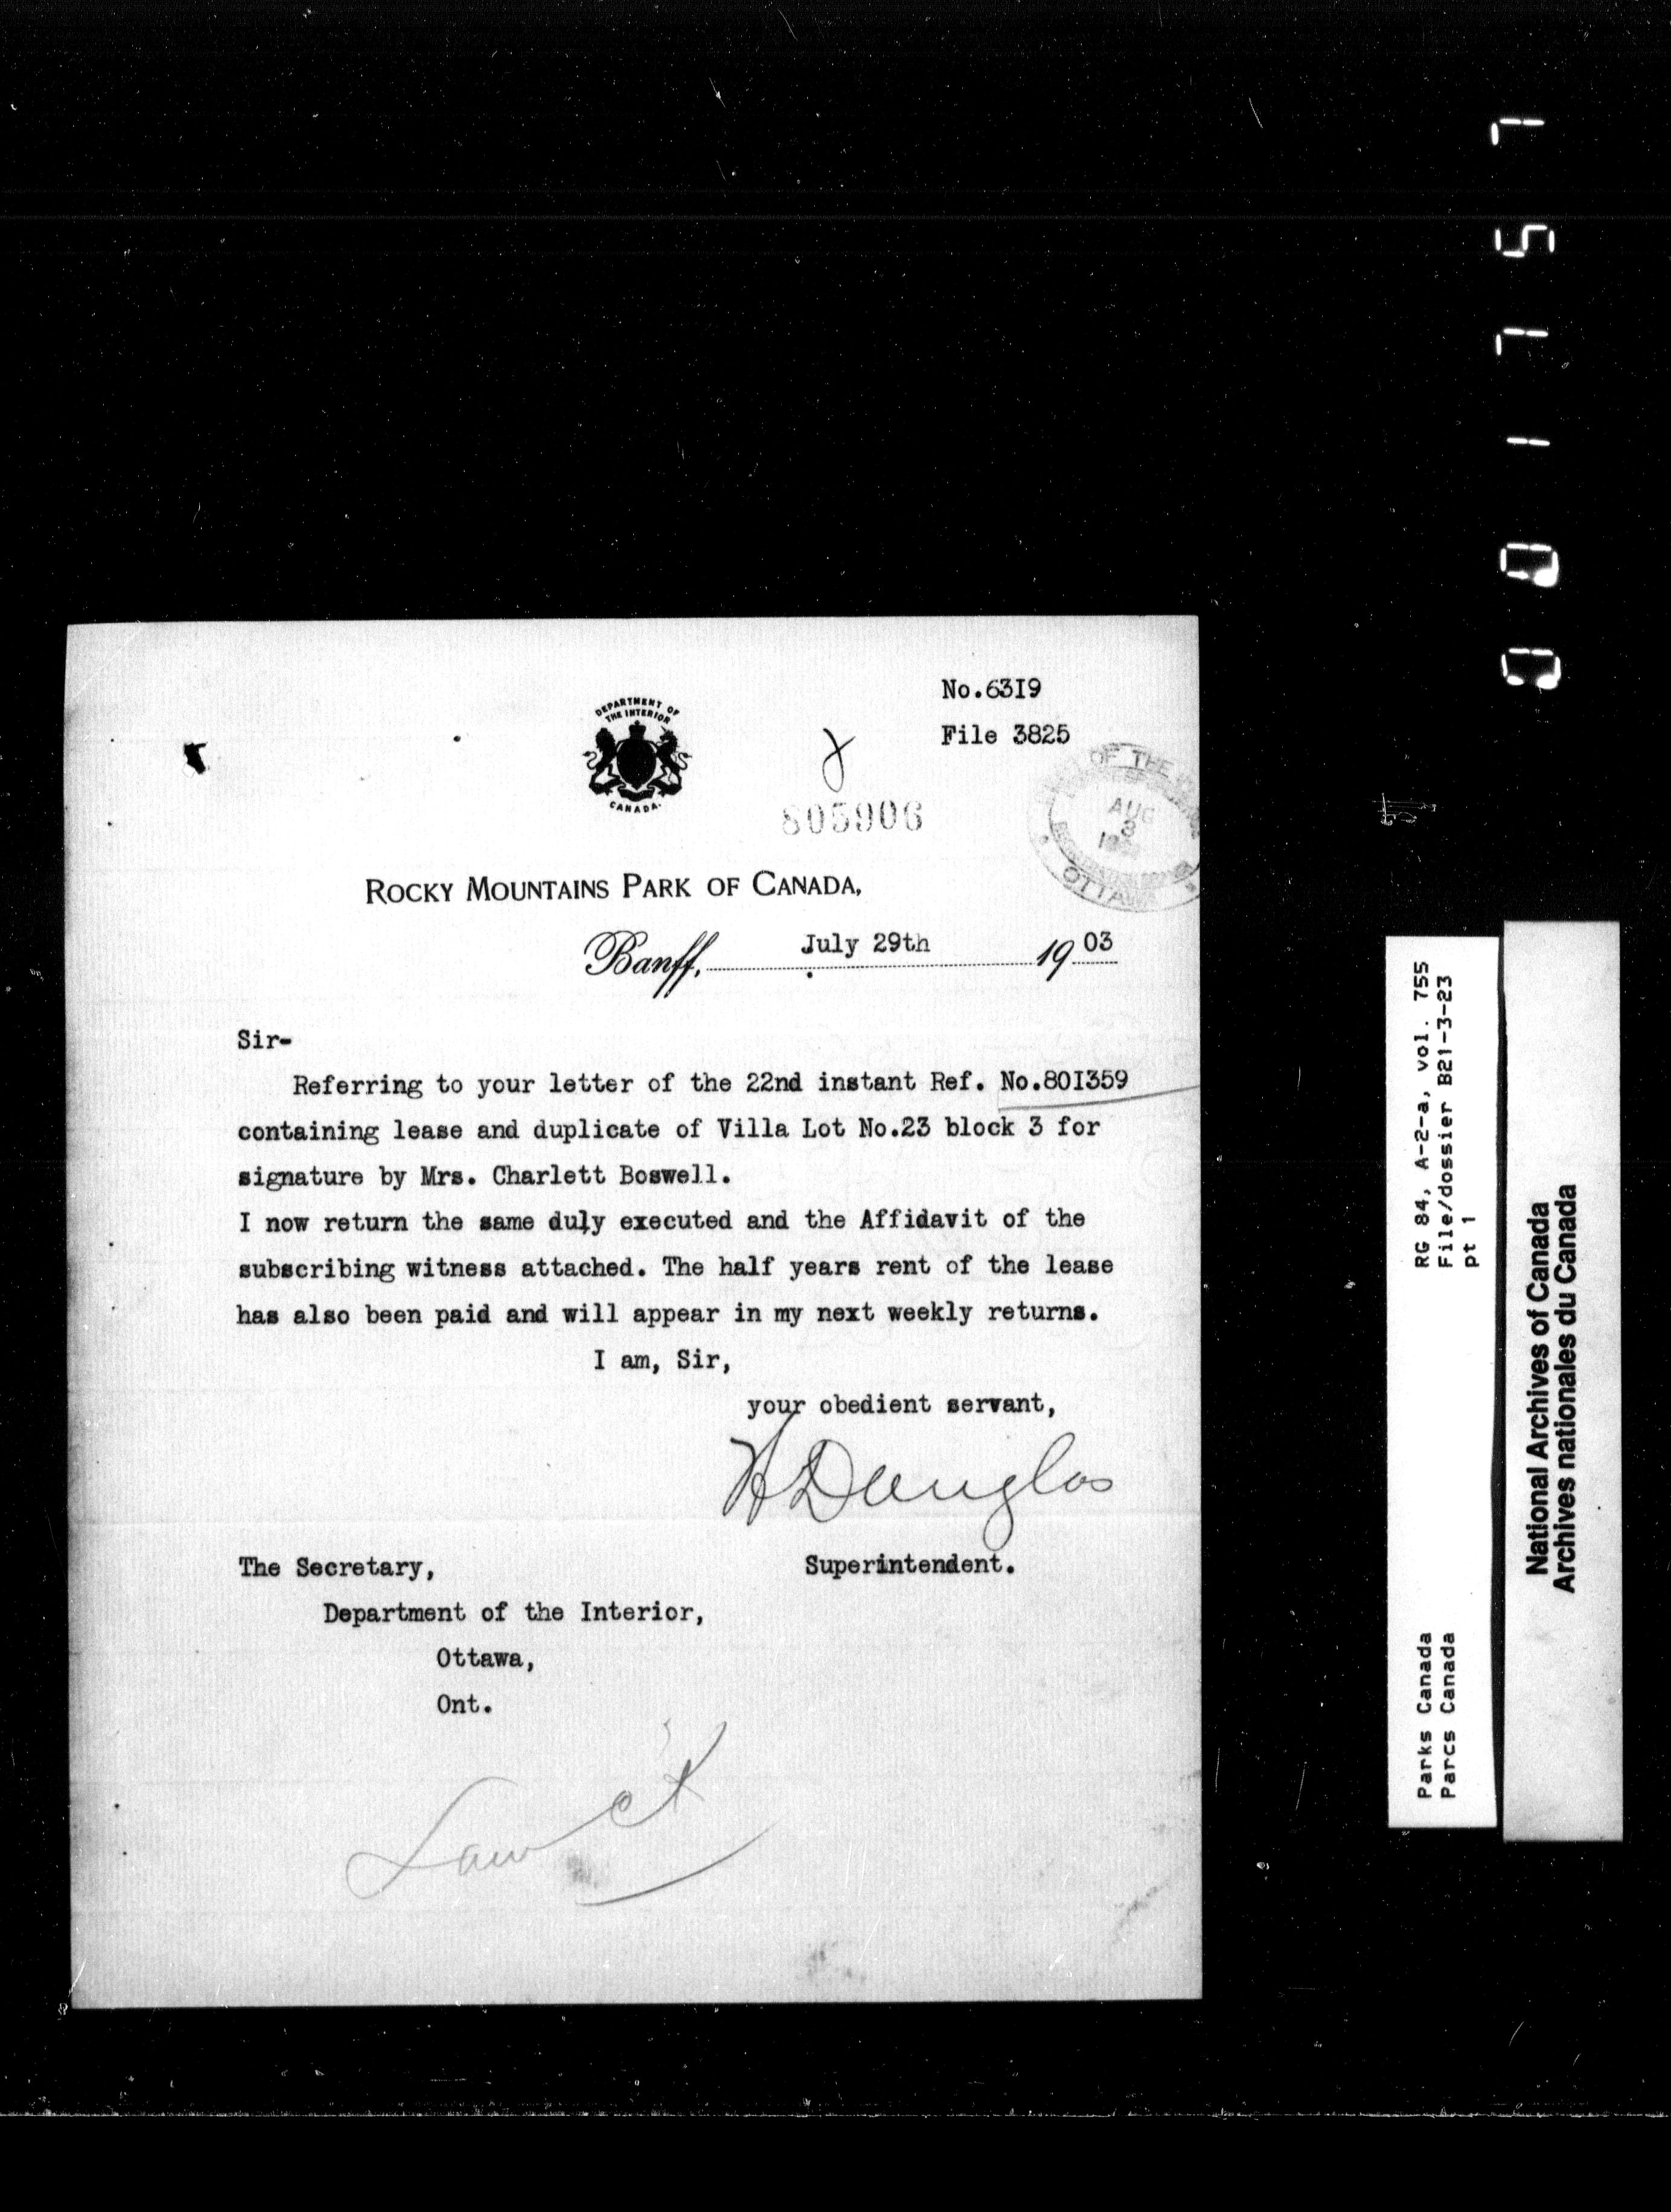 No.63I9
File 3825
DEPARTMENT OF
THE INTERIOR
CANADA.
805906
OF THE
AUG
3
OTTAWA
ROCKY MOUNTAINS PARK OF CANADA,
Banff, July 29th 1903
Sir-
Referring to your letter of the 22nd instant Ref. No.80I359
containing lease and duplicate of Villa Lot No.23 block 3 for
signature by Mrs. Charlett Boswell.
I now return the same duly executed and the Affidavit of the
subscribing witness attached. The half years rent of the lease
has also been paid and will appear in my next weekly returns.
I am, Sir,
your obedient servant,
H Douglas
Superintendent.
The Secretary,
Department of the Interior,
Ottawa,
Ont.
Law
RG 84, A-2-a, vol. 755
File/dossier B21-3-23
pt 1
Parks Canada
Parcs Canada
National Archives of Canada
Archives nationales du Canada